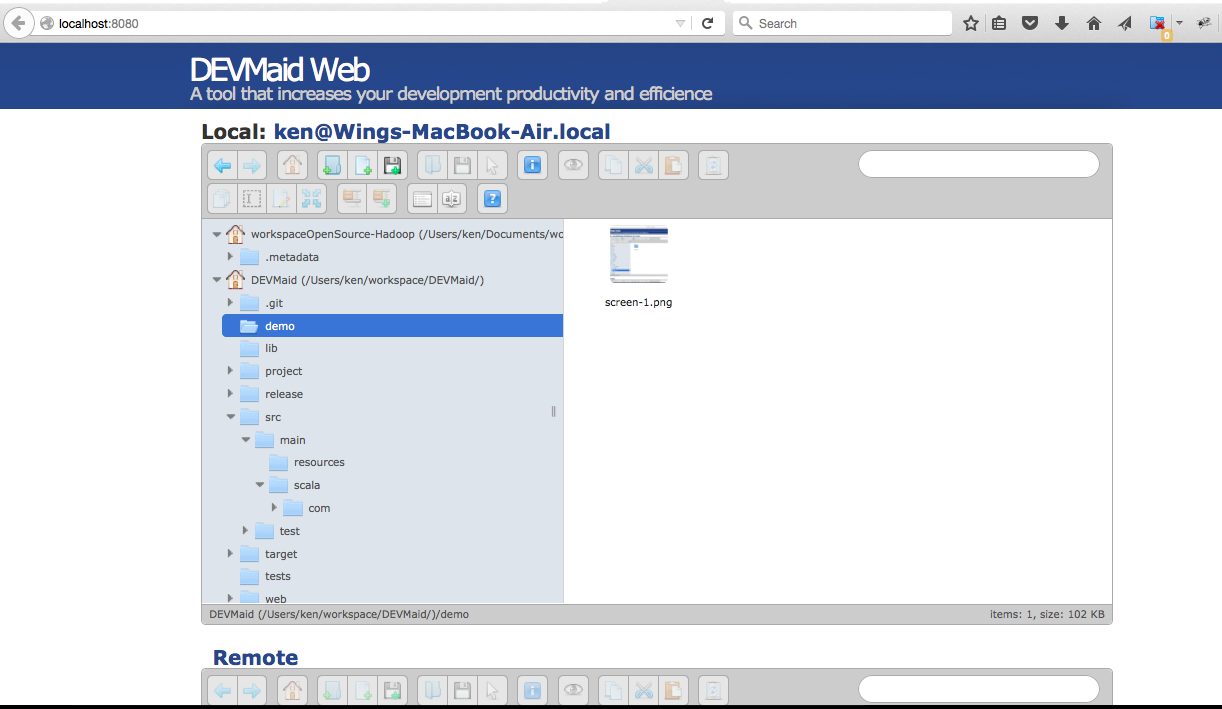 localhost:8080
Search
0
DEVMaid Web
A tool that increases your development productivity and efficience
Local: ken@Wings-MacBook-Air.local
workspaceOpenSource-Hadoop (/Users/ken/Documents/wc
.metadata
DEVMaid (/Users/ken/workspace/DEVMaid/)
.git
demo
lib
project
release
src
main
resources
scala
com
test
target
tests
web
screen-1.png
DEVMaid (/Users/ken/workspace/DEVMaid/)/demo
items: 1, size: 102 KB
Remote